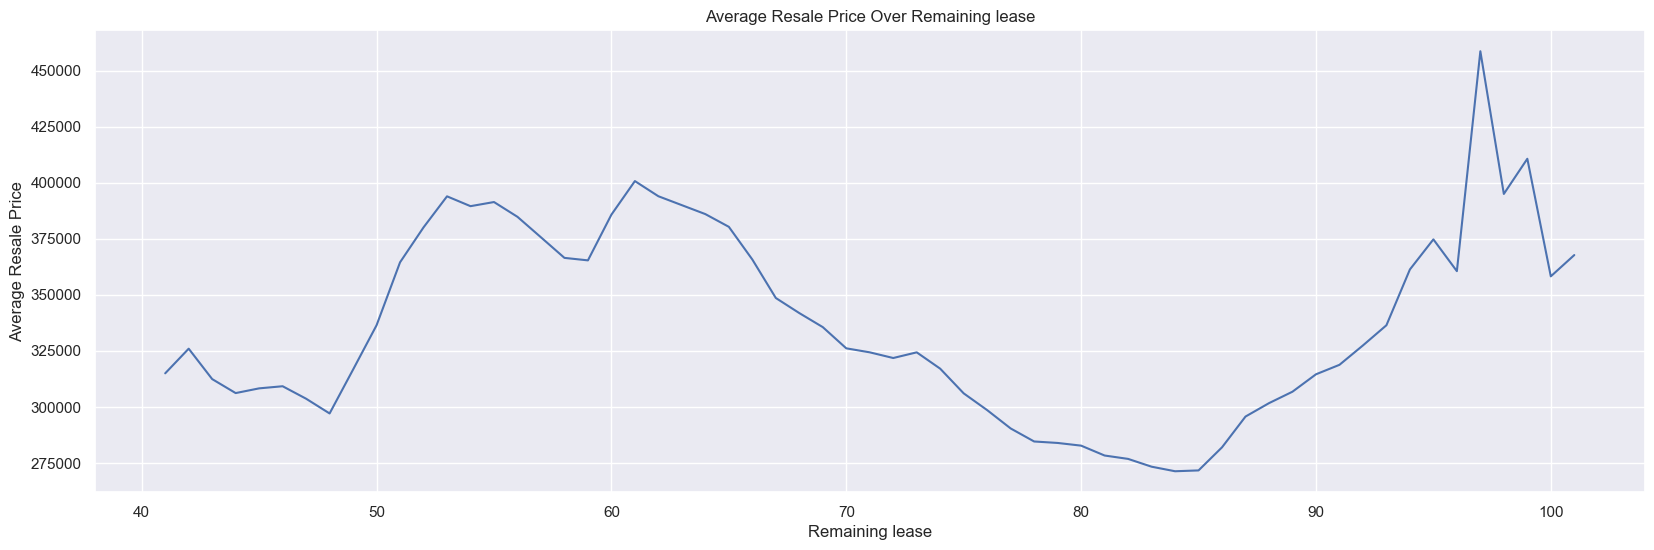 Average Resale Price Over Remaining lease
450000
425000
400000
375000
350000
325000
300000
275000
Average Resale Price
40 50 60 70 80 90 100
Remaining lease